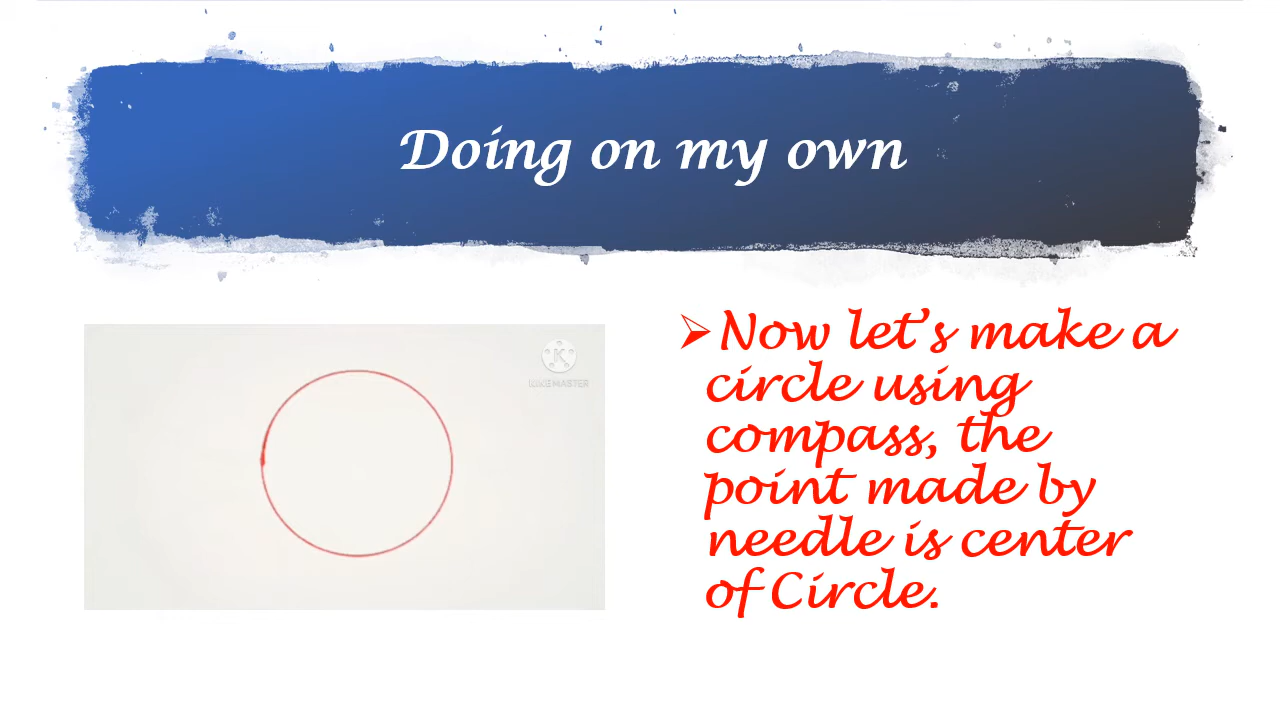 Doing on my own
K
KINEMASTER
➢Now let's make a
circle using
compass, the
point made by
needle is center
of Circle.